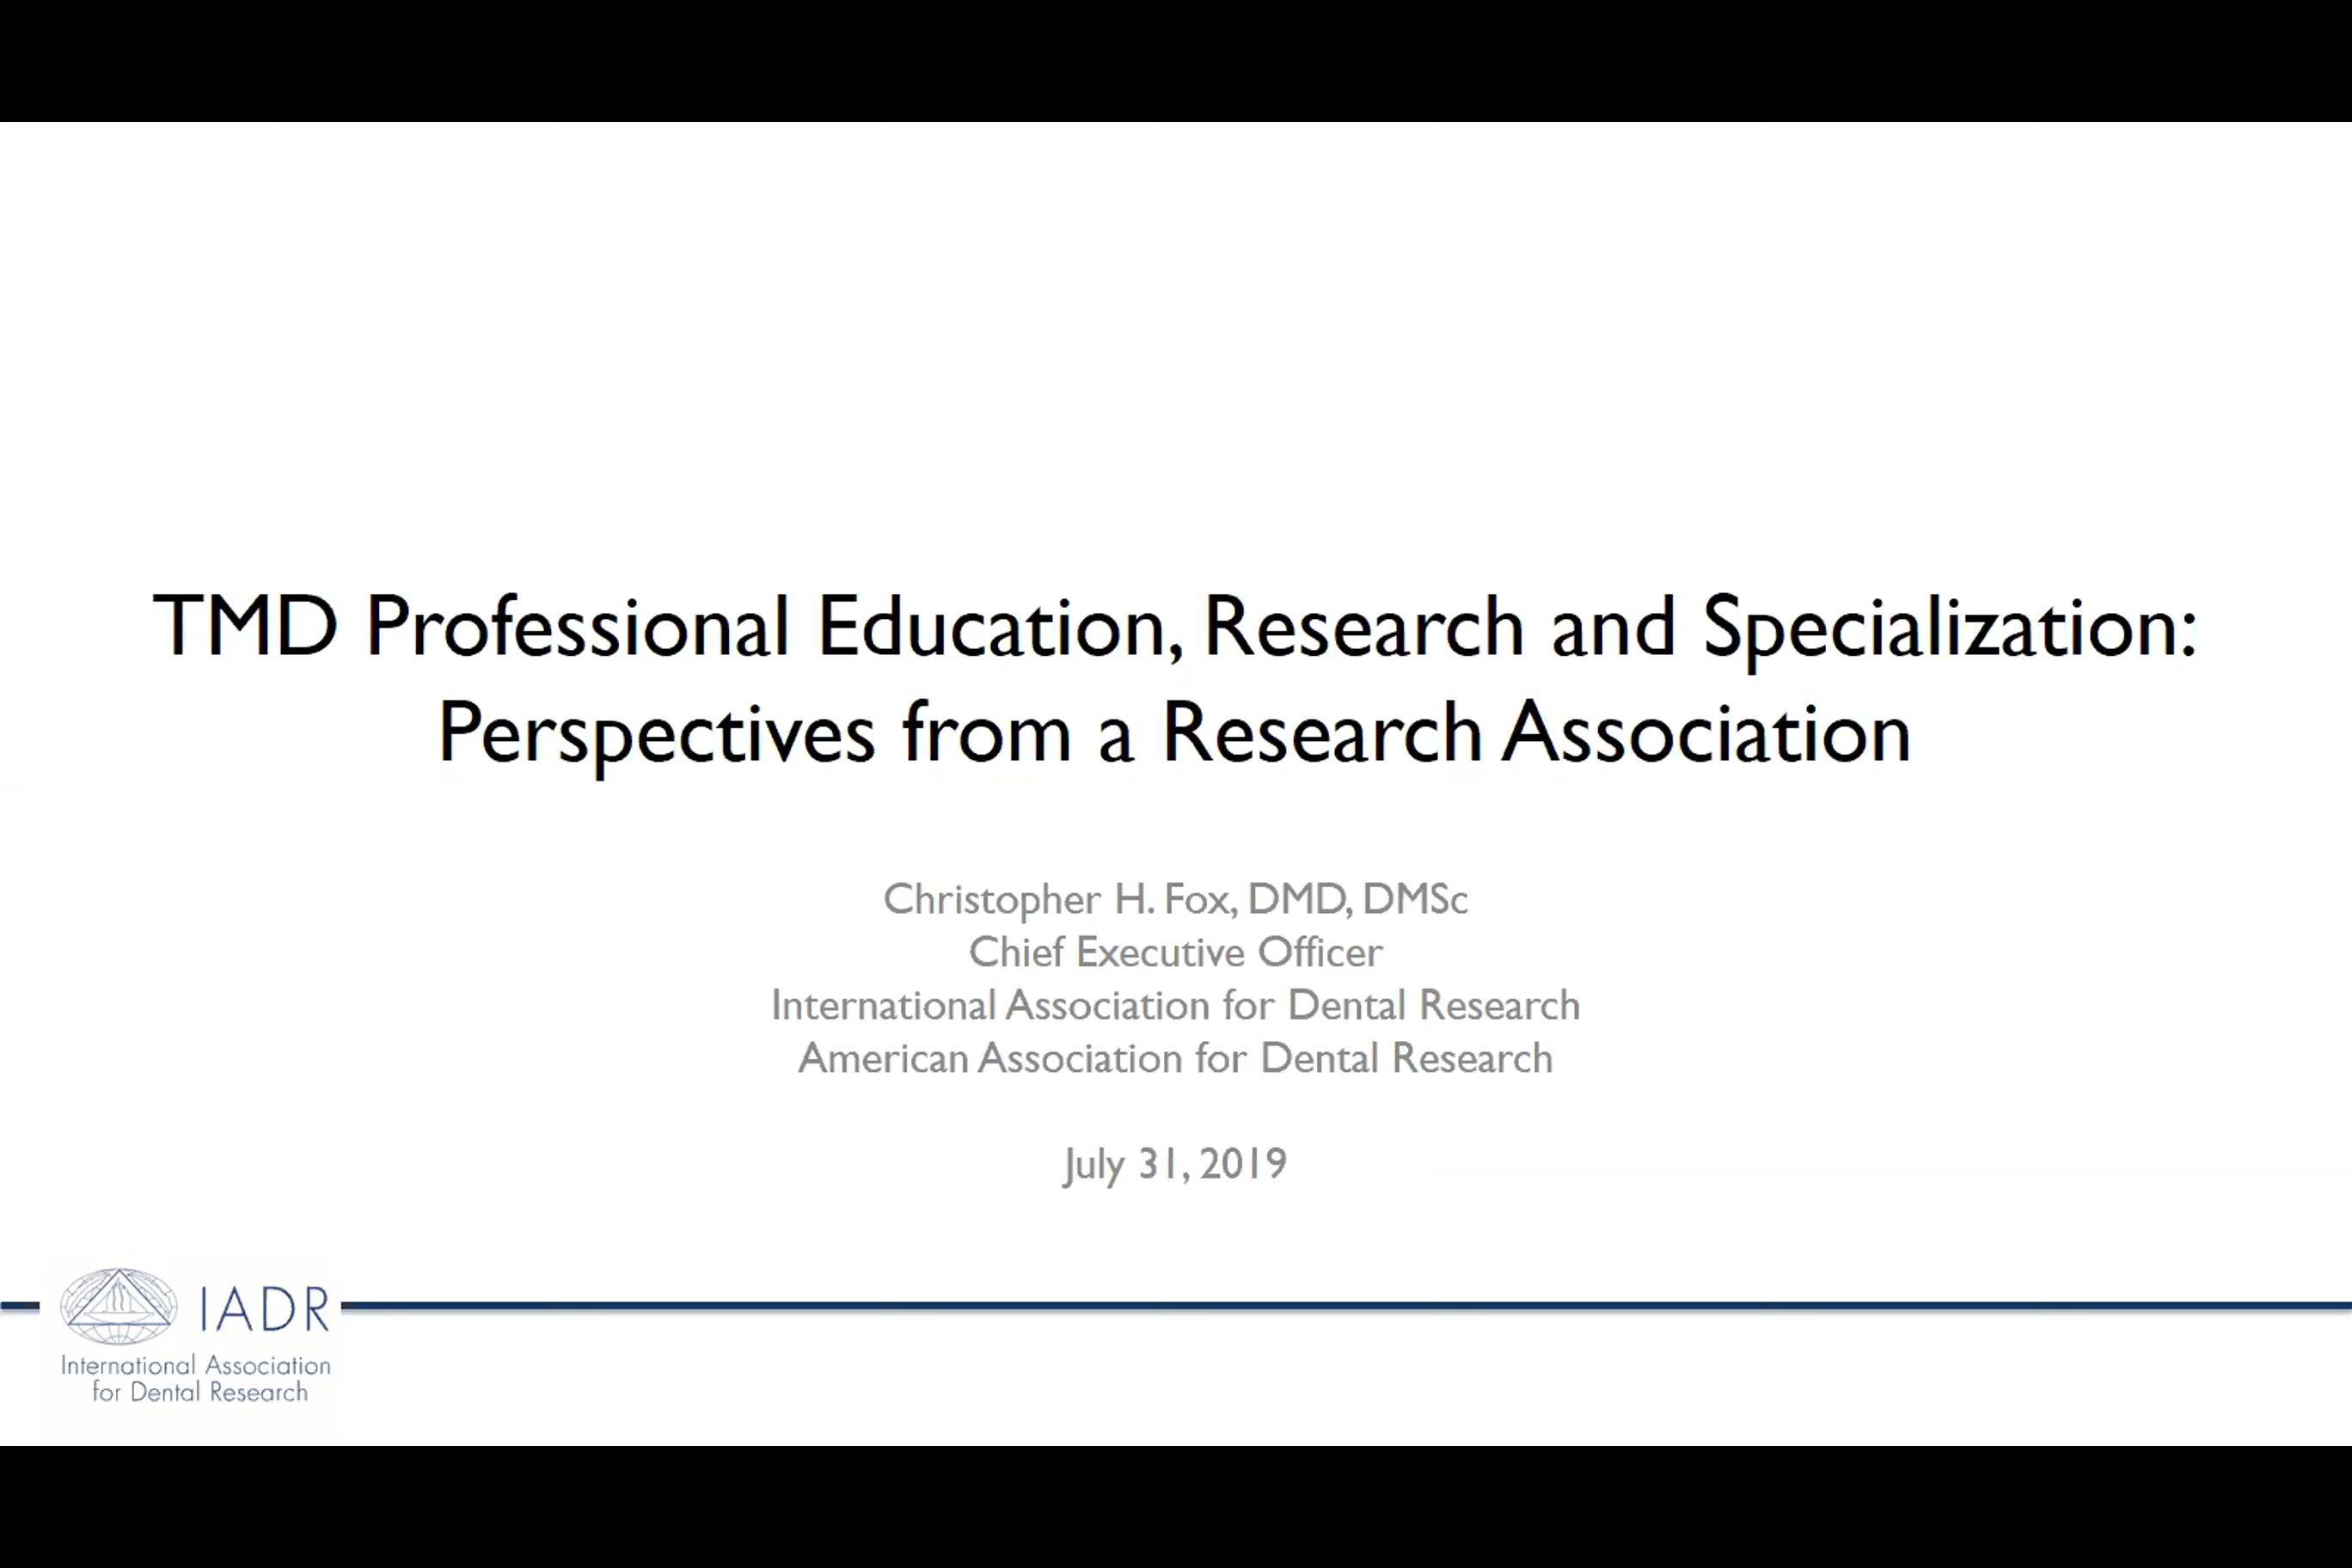 TMD Professional Education, Research and Specialization:
Perspectives from a Research Association
Christopher H. Fox, DMD, DMSc
Chief Executive Officer
International Association for Dental Research
American Association for Dental Research
July 31, 2019
IADR
International Association
for Dental Research